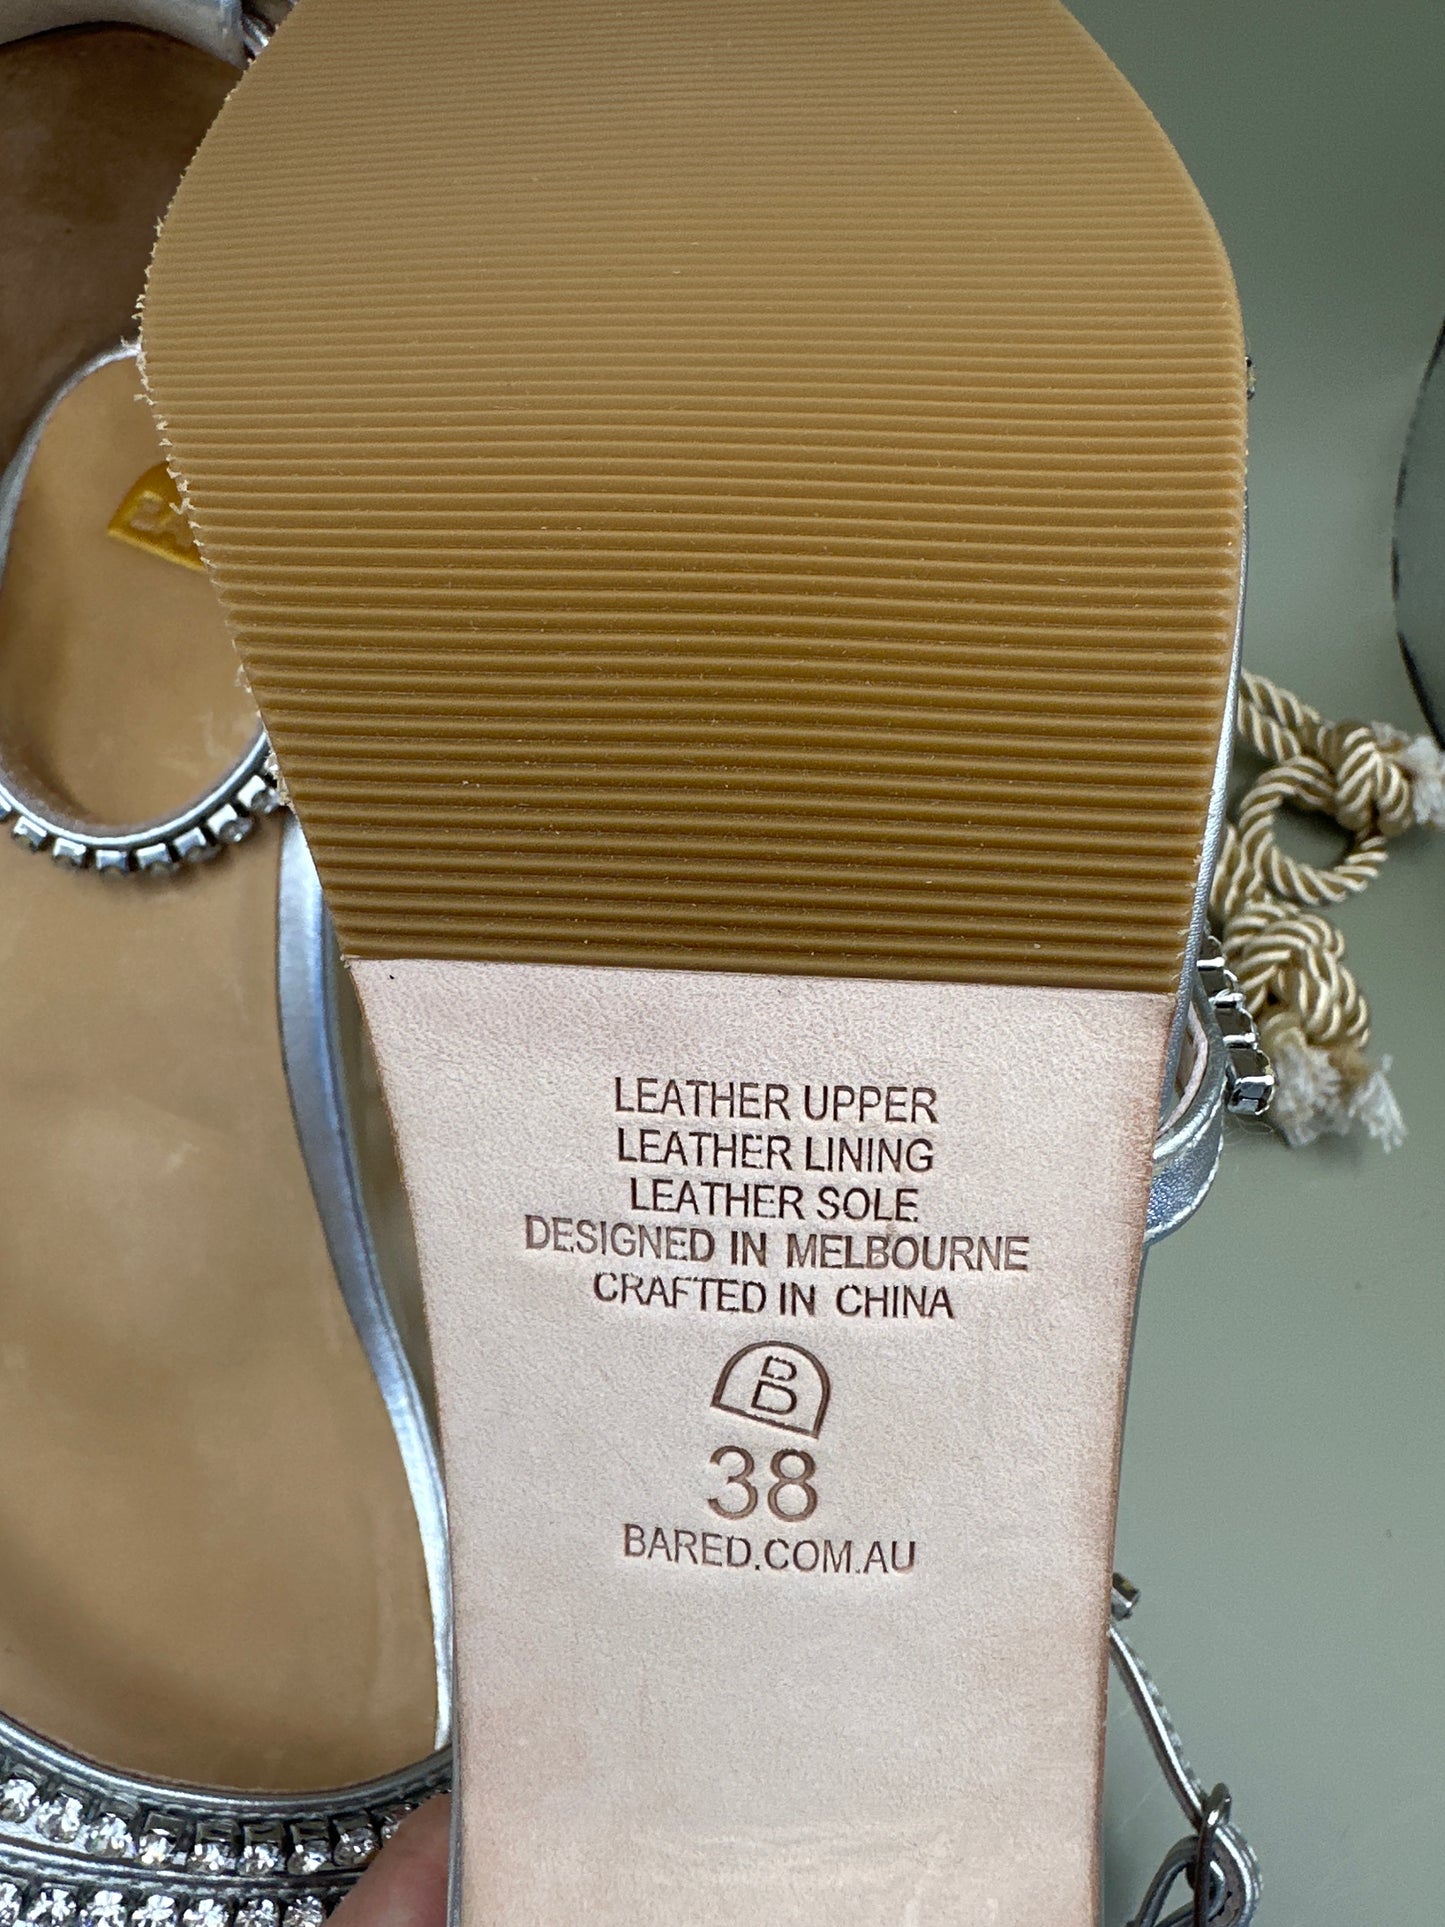 LEATHER UPPER
LEATHER LINING
LEATHER SOLE
DESIGNED IN MELBOURNE
CRAFTED IN CHINA
B
38
BARED.COM.AU